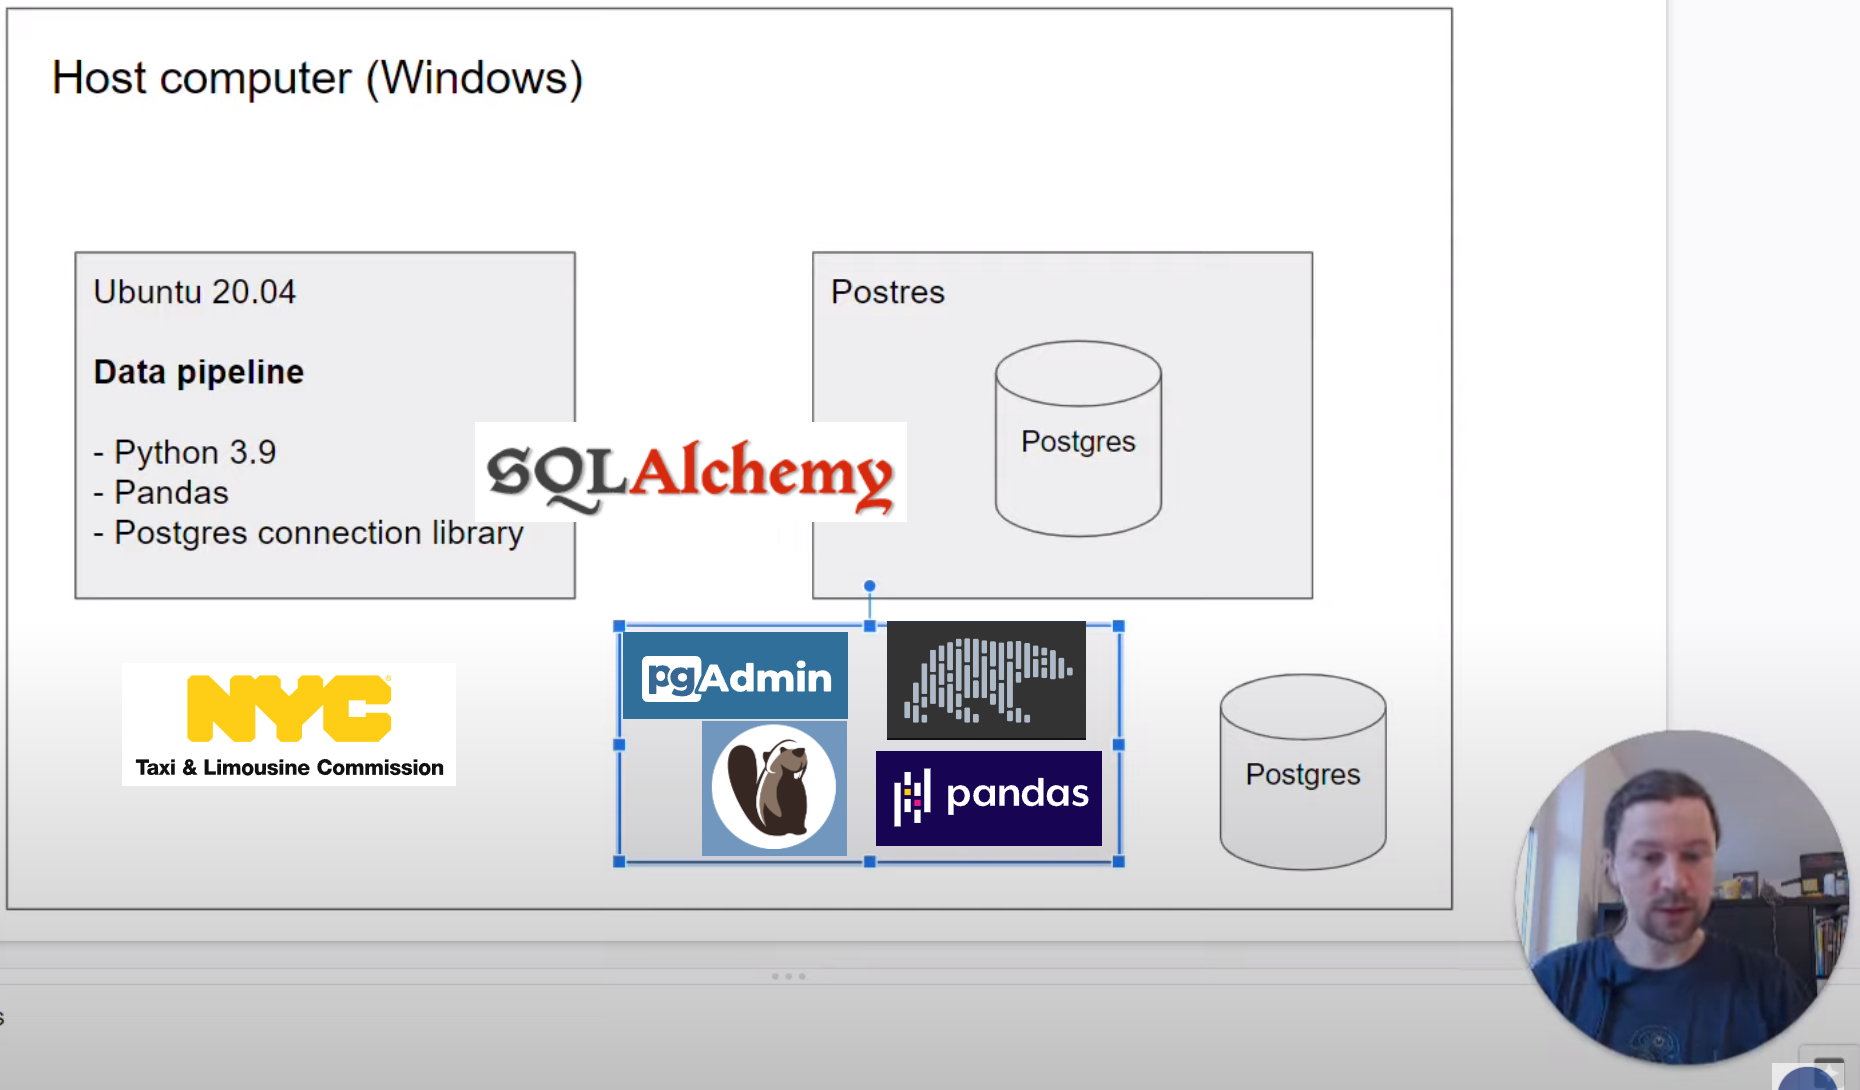 Host computer (Windows)
Ubuntu 20.04
Data pipeline
- Python 3.9
- Pandas
- Postgres connection library
SQLAlchemy
Postres
Postgres
NYC
Taxi & Limousine Commission
pgAdmin
pandas
Postgres
s